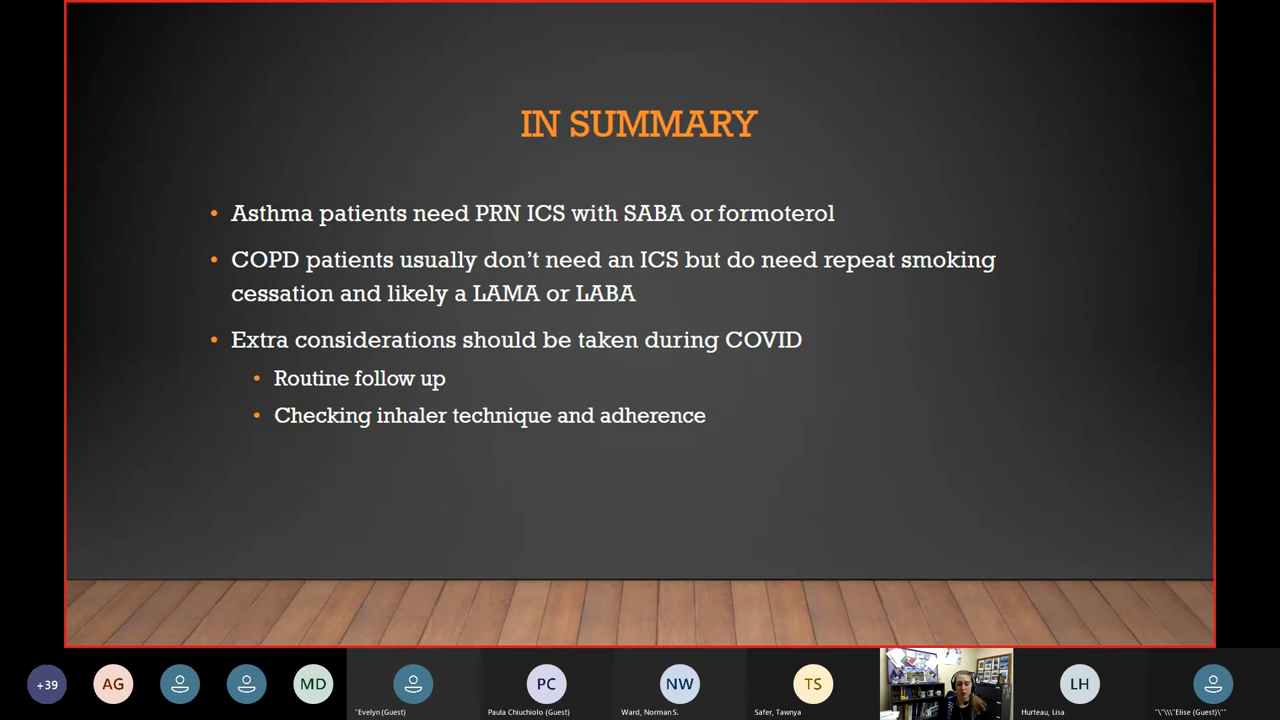 IN SUMMARY
• Asthma patients need PRN ICS with SABA or formoterol
• COPD patients usually don't need an ICS but do need repeat smoking
cessation and likely a LAMA or LABA
• Extra considerations should be taken during COVID
• Routine follow up
• Checking inhaler technique and adherence
+39
AG
MD
PC
NW
TS
LH
"Evelyn (Guest)
Paula Chiuchiolo (Guest)
Ward, Norman S.
Safer, Tawnya
Hurteau, Lisa
"\"\\\"Elise (Guest)\""